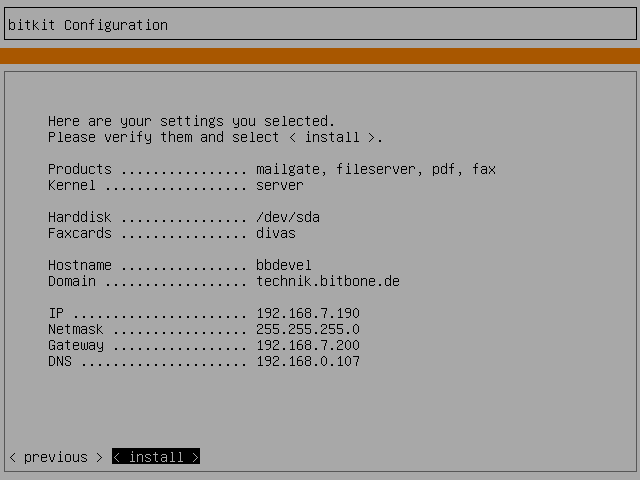 bitkit Configuration
Here are your settings you selected.
Please verify them and select < install >.
Products ................ mailgate, fileserver, pdf, fax
Kernel .................. server
Harddisk ................ /dev/sda
Faxcards ................ divas
Hostname ................ bbdevel
Domain .................. technik.bitbone.de
IP ...................... 192.168.7.190
Netmask ................. 255.255.255.0
Gateway ................. 192.168.7.200
DNS ..................... 192.168.0.107
< previous > < install >